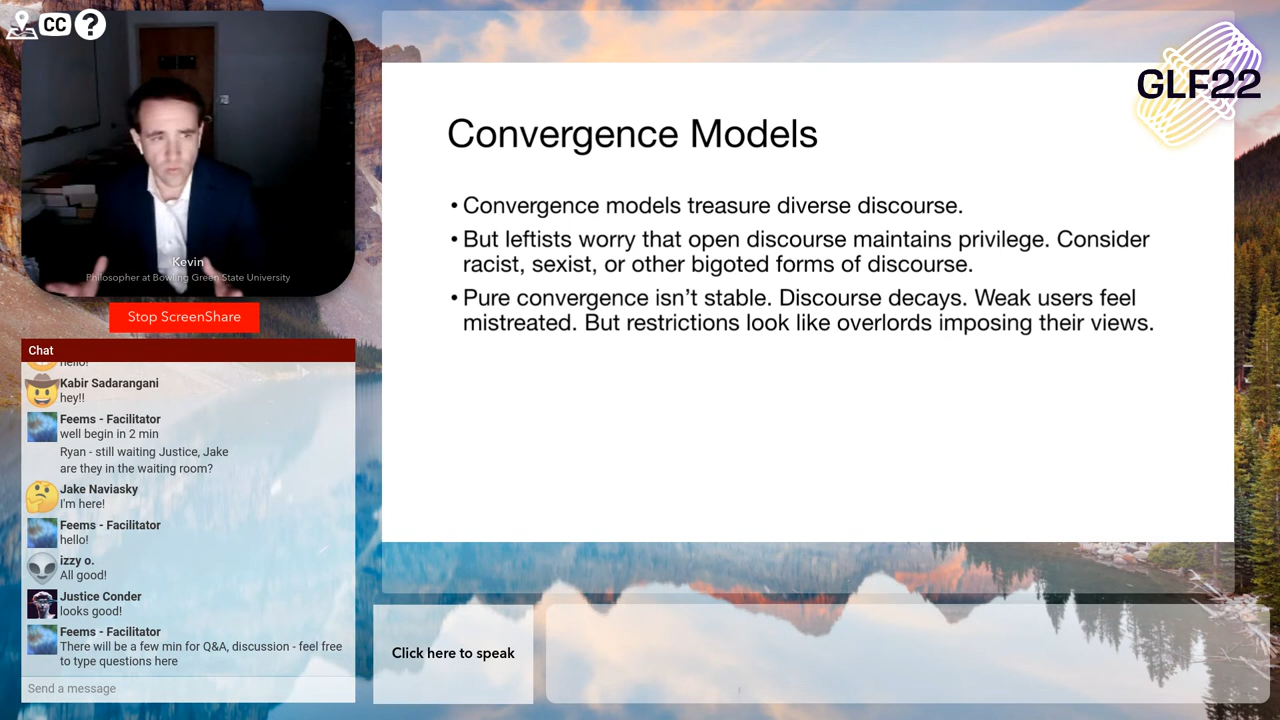 CC
?
Kevin
Philosopher at Bowling Green State University
Stop ScreenShare
Chat
hello!
Kabir Sadarangani
hey!!
Feems - Facilitator
well begin in 2 min
Ryan - still waiting Justice, Jake
are they in the waiting room?
Jake Naviasky
I'm here!
Feems - Facilitator
hello!
izzy o.
All good!
Justice Conder
looks good!
Feems - Facilitator
There will be a few min for Q&A, discussion - feel free
to type questions here
Send a message
GLF22
Convergence Models
• Convergence models treasure diverse discourse.
• But leftists worry that open discourse maintains privilege. Consider
racist, sexist, or other bigoted forms of discourse.
• Pure convergence isn’t stable. Discourse decays. Weak users feel
mistreated. But restrictions look like overlords imposing their views.
Click here to speak